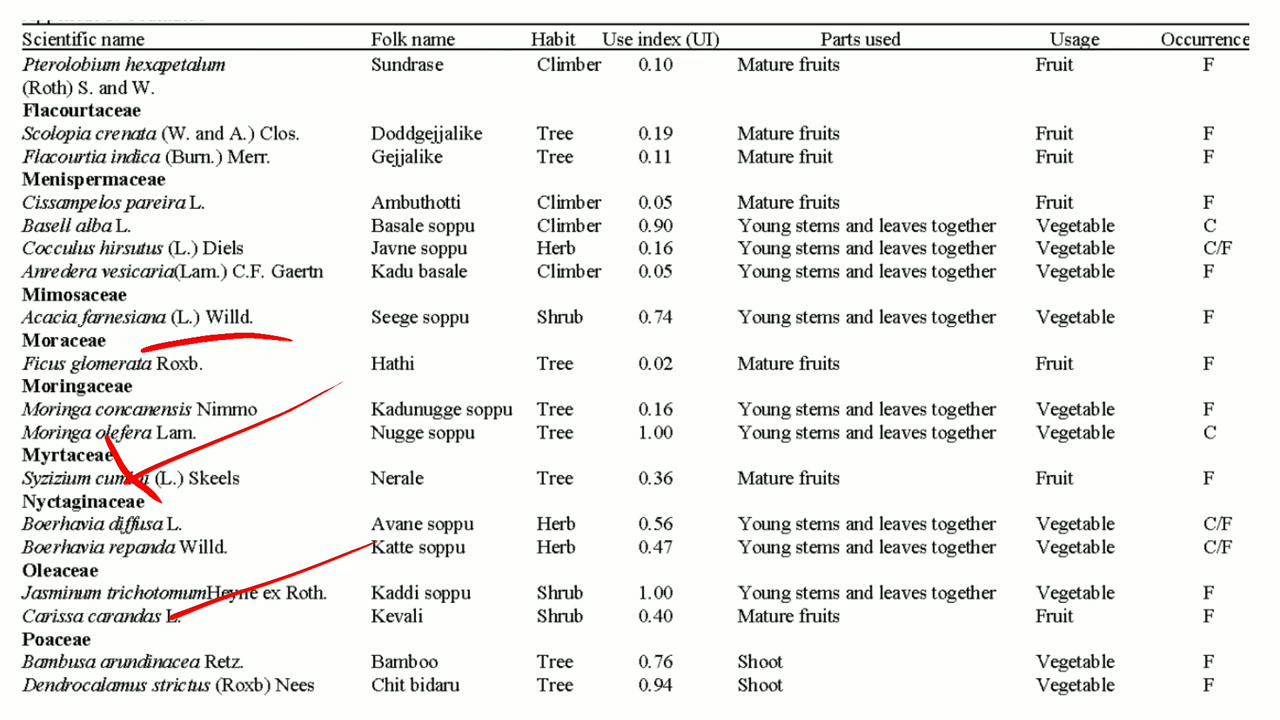 Scientific name Folk name Habit Use index (UI) Parts used Usage Occurrence
Pterolobium hexapetalum Sundrase Climber 0.10 Mature fruits Fruit F
(Roth) S. and W.
Flacourtaceae
Scolopia crenata (W. and A.) Clos. Doddgejjalike Tree 0.19 Mature fruits Fruit F
Flacourtia indica (Burn.) Merr. Gejjalike Tree 0.11 Mature fruit Fruit F
Menispermaceae
Cissampelos pareira L. Ambuthotti Climber 0.05 Mature fruits Fruit F
Basell alba L. Basale soppu Climber 0.90 Young stems and leaves together Vegetable C
Cocculus hirsutus (L.) Diels Javne soppu Herb 0.16 Young stems and leaves together Vegetable C/F
Anredera vesicaria(Lam.) C.F. Gaertn Kadu basale Climber 0.05 Young stems and leaves together Vegetable F
Mimosaceae
Acacia farnesiana (L.) Willd. Seege soppu Shrub 0.74 Young stems and leaves together Vegetable F
Moraceae
Ficus glomerata Roxb. Hathi Tree 0.02 Mature fruits Fruit F
Moringaceae
Moringa concanensis Nimmo Kadunugge soppu Tree 0.16 Young stems and leaves together Vegetable F
Moringa olefera Lam. Nugge soppu Tree 1.00 Young stems and leaves together Vegetable C
Myrtaceae
Syzizium cumini (L.) Skeels Nerale Tree 0.36 Mature fruits Fruit F
Nyctaginaceae
Boerhavia diffusa L. Avane soppu Herb 0.56 Young stems and leaves together Vegetable C/F
Boerhavia repanda Willd. Katte soppu Herb 0.47 Young stems and leaves together Vegetable C/F
Oleaceae
Jasminum trichotomumHeyne ex Roth. Kaddi soppu Shrub 1.00 Young stems and leaves together Vegetable F
Carissa carandas L. Kevali Shrub 0.40 Mature fruits Fruit F
Poaceae
Bambusa arundinacea Retz. Bamboo Tree 0.76 Shoot Vegetable F
Dendrocalamus strictus (Roxb) Nees Chit bidaru Tree 0.94 Shoot Vegetable F